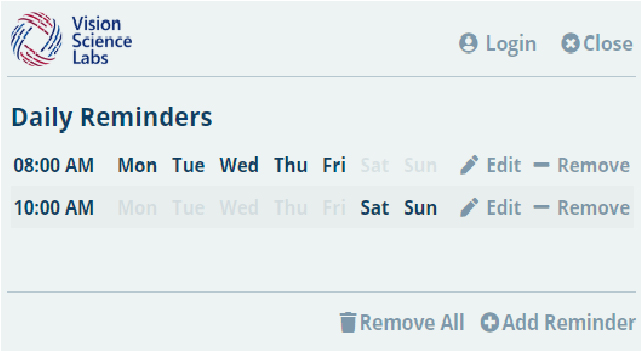 Vision
Science
Labs
Login Close
Daily Reminders
08:00 AM Mon Tue Wed Thu Fri Sat Sun Edit Remove
10:00 AM Mon Tue Wed Thu Fri Sat Sun Edit Remove
Remove All Add Reminder